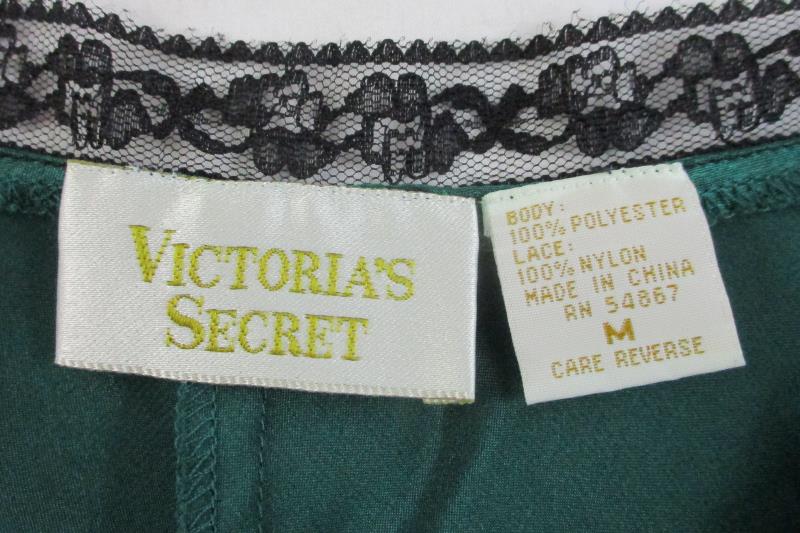 VICTORIA'S
SECRET
BODY:
100% POLYESTER
LACE:
100% NYLON
MADE IN CHINA
RN 54867
M
CARE REVERSE